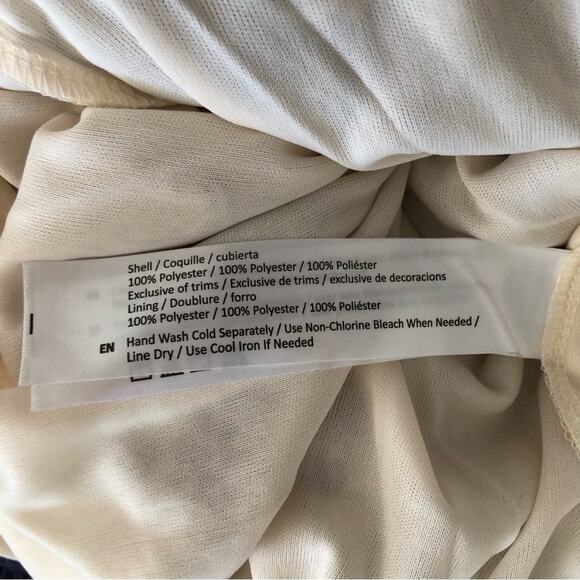 Shell / Coquille / cubierta
100% Polyester / 100% Polyester / 100% Poliéster
Exclusive of trims / Exclusive de trims / exclusive de decoracions
Lining / Doublure / forro
100% Polyester / 100% Polyester / 100% Poliéster
EN Hand Wash Cold Separately / Use Non-Chlorine Bleach When Needed /
Line Dry / Use Cool Iron If Needed